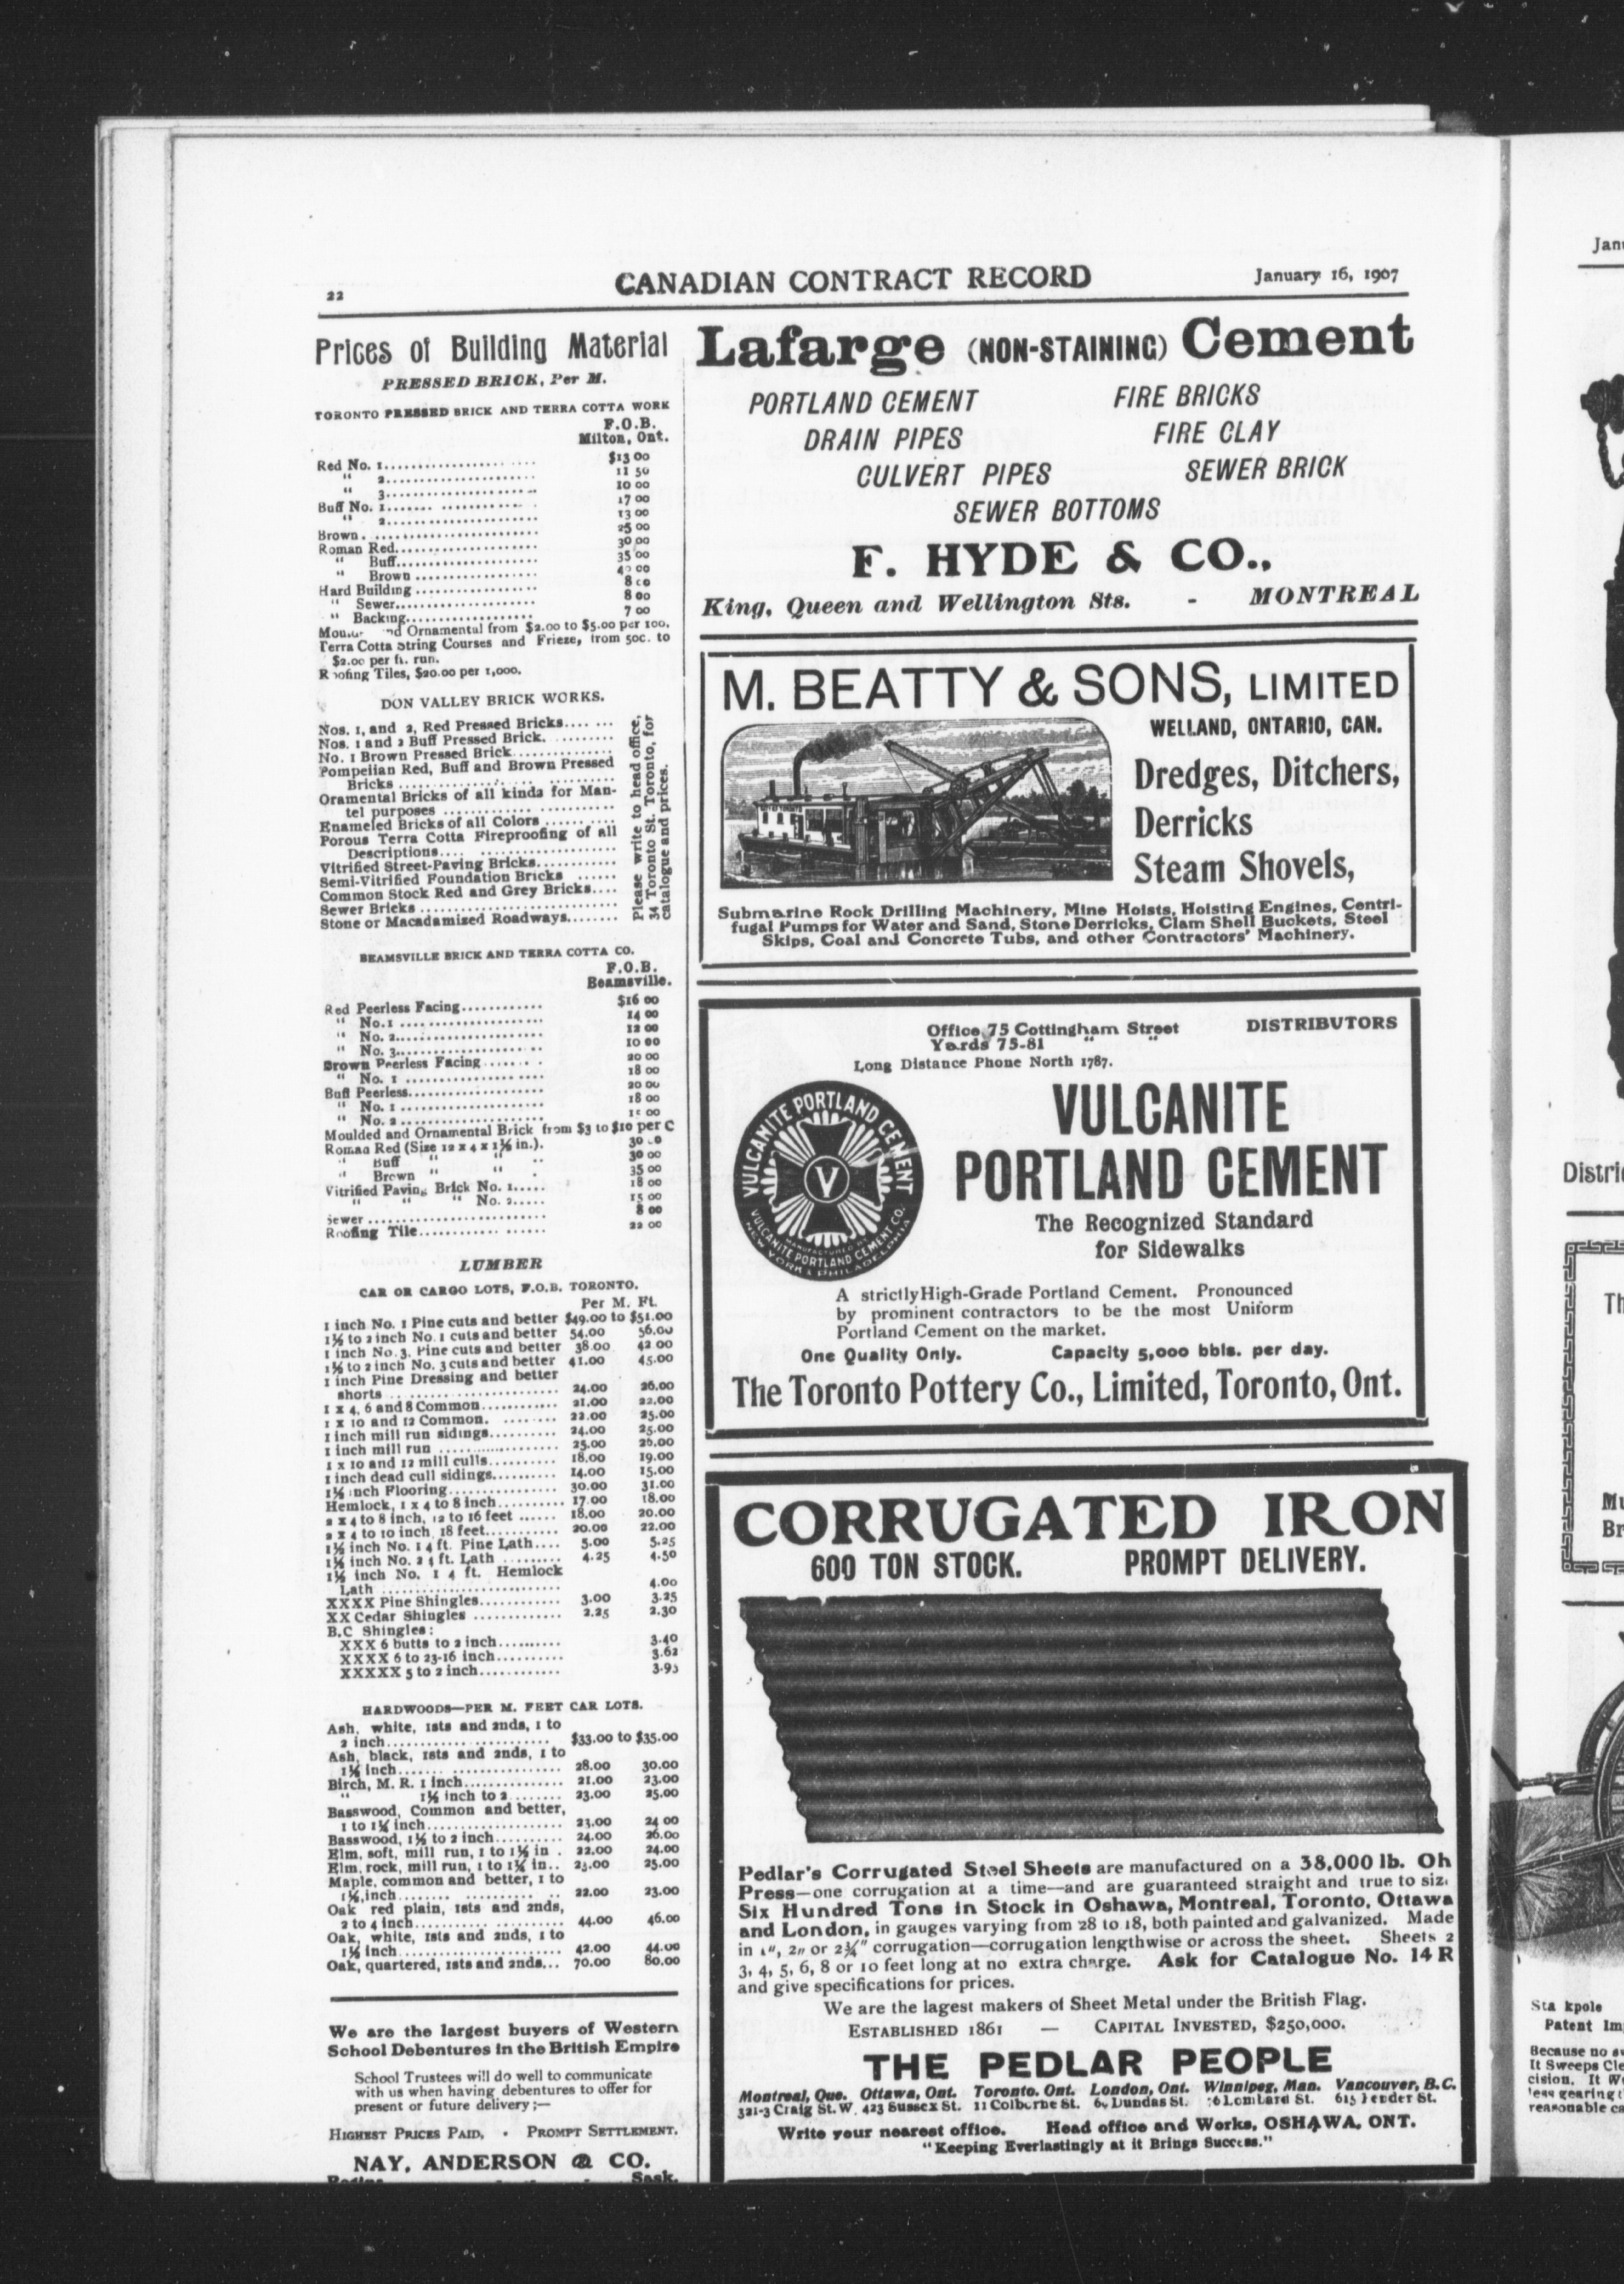 22
CANADIAN CONTRACT RECORD
January 16, 1907
Prices of Building Material
PRESSED BRICK, Per M.
TORONTO PRESSED BRICK AND TERRA COTTA WORK
F.O.B.
Milton, Ont.
Red No. 1 $13 00
" 2 11 50
" 3 10 00
Buff No. 1 17 00
" 2 13 00
Brown 25 00
Roman Red 30 00
" Buff 35 00
" Brown 40 00
Hard Building 8 00
" Sewer 8 00
" Backing 7 00
Ornamental from $2.00 to $5.00 per 100.
Terra Cotta String Courses and Frieze, from 50c. to
$2.00 per ft. run.
Roofing Tiles, $20.00 per 1,000.
DON VALLEY BRICK WORKS.
Nos. 1, and 2, Red Pressed Bricks
Nos. 1 and 2 Buff Pressed Brick.
No. 1 Brown Pressed Brick
Pompeiian Red, Buff and Brown Pressed
Bricks
Oramental Bricks of all kinds for Man-
tel purposes
Enameled Bricks of all Colors
Porous Terra Cotta Fireproofing of all
Descriptions
Vitrified Street-Paving Bricks
Semi-Vitrified Foundation Bricks
Common Stock Red and Grey Bricks
Sewer Bricks
Stone or Macadamized Roadways
Please write to head office,
34 Toronto St. Toronto, for
catalogue and prices.
BEAMSVILLE BRICK AND TERRA COTTA CO.
F.O.B.
Beamsville.
Red Peerless Facing $16 00
" No. 1 14 00
" No. 2 12 00
" No. 3 10 00
Brown Peerless Facing 20 00
" No. 1 18 00
Buff Peerless 20 00
" No. 1 18 00
" No. 2
Moulded and Ornamental Brick from $3 to $10 per C
Roman Red (Size 12 x 4 x 1½ in.).
" Buff " " 30 00
" Brown " " 35 00
Vitrified Paving Brick No. 1 18 00
" " " No. 2 15 00
Sewer 8 00
Roofing Tile 22 00
LUMBER
CAR OR CARGO LOTS, F.O.B. TORONTO.
Per M. Ft.
1 inch No. 1 Pine cuts and better $49.00 to $51.00
1½ to 2 inch No. 1 cuts and better 54.00 56.00
1 inch No. 3. Pine cuts and better 38.00 42 00
1½ to 2 inch No. 3 cuts and better 41.00 45.00
1 inch Pine Dressing and better
shorts 24.00 26.00
1 x 4, 6 and 8 Common 21.00 22.00
1 x 10 and 12 Common. 22.00 25.00
1 inch mill run sidings 24.00 25.00
1 inch mill run 25.00 26.00
1 x 10 and 12 mill culls 18.00 19.00
1 inch dead cull sidings 14.00 15.00
1½ inch Flooring 30.00 31.00
Hemlock, 1 x 4 to 8 inch 17.00 18.00
2 x 4 to 8 inch, 12 to 16 feet 18.00 20.00
2 x 4 to 10 inch 18 feet 20.00 22.00
1½ inch No. 1 4 ft. Pine Lath 5.00 5.25
1½ inch No. 2 4 ft. Lath 4.25 4.50
1½ inch No. 1 4 ft. Hemlock
Lath 4.00
XXXX Pine Shingles 3.00 3.25
XX Cedar Shingles 2.25 2.30
B.C Shingles:
XXX 6 butts to 2 inch 3.40
XXXX 6 to 23-16 inch 3.62
XXXXX 5 to 2 inch
HARDWOODS—PER M. FEET CAR LOTS.
Ash, white, 1sts and 2nds, 1 to
2 inch $33.00 to $35.00
Ash, black, 1sts and 2nds, 1 to
1½ inch 28.00 30.00
Birch, M. R. 1 inch 21.00 23.00
" 1½ inch to 2 23.00 25.00
Basswood, Common and better,
1 to 1¼ inch 23.00 24 00
Basswood, 1½ to 2 inch 24.00 26.00
Elm, soft, mill run, 1 to 1½ in . 22.00 24.00
Elm, rock, mill run, 1 to 1¼ in.. 25.00
Maple, common and better, 1 to
1½ inch 22.00 23.00
Oak red plain, 1sts and 2nds,
2 to 4 inch 44.00 46.00
Oak, white, 1sts and 2nds, 1 to
1½ inch 42.00 44.00
Oak, quartered, 1sts and 2nds... 70.00 80.00
We are the largest buyers of Western
School Debentures in the British Empire
School Trustees will do well to communicate
with us when having debentures to offer for
present or future delivery;—
HIGHEST PRICES PAID, • PROMPT SETTLEMENT.
NAY, ANDERSON & CO.
Sask.
Lafarge (NON-STAINING) Cement
PORTLAND CEMENT FIRE BRICKS
DRAIN PIPES FIRE CLAY
CULVERT PIPES SEWER BRICK
SEWER BOTTOMS
F. HYDE & CO.,
King, Queen and Wellington Sts. - MONTREAL
M. BEATTY & SONS, LIMITED
WELLAND, ONTARIO, CAN.
Dredges, Ditchers,
Derricks
Steam Shovels,
Submarine Rock Drilling Machinery, Mine Hoists, Hoisting Engines, Centri-
fugal Pumps for Water and Sand, Stone Derricks, Clam Shell Buckets, Steel
Skips, Coal and Concrete Tubs, and other Contractors' Machinery.
Office 75 Cottingham Street DISTRIBUTORS
Yards 75-81 " "
Long Distance Phone North 1787.
VULCANITE PORTLAND CEMENT
V
MANUFACTURED BY
VULCANITE PORTLAND CEMENT CO.
NEW YORK & PHILADELPHIA
VULCANITE
PORTLAND CEMENT
The Recognized Standard
for Sidewalks
A strictly High-Grade Portland Cement. Pronounced
by prominent contractors to be the most Uniform
Portland Cement on the market.
One Quality Only. Capacity 5,000 bbls. per day.
The Toronto Pottery Co., Limited, Toronto, Ont.
CORRUGATED IRON
600 TON STOCK. PROMPT DELIVERY.
Pedlar's Corrugated Steel Sheets are manufactured on a 38,000 lb. Oh
Press—one corrugation at a time—and are guaranteed straight and true to siz.
Six Hundred Tons in Stock in Oshawa, Montreal, Toronto, Ottawa
and London, in gauges varying from 28 to 18, both painted and galvanized. Made
in 1", 2" or 2¾" corrugation—corrugation lengthwise or across the sheet. Sheets 2
3, 4, 5, 6, 8 or 10 feet long at no extra charge. Ask for Catalogue No. 14 R
and give specifications for prices.
We are the lagest makers of Sheet Metal under the British Flag.
ESTABLISHED 1861 — CAPITAL INVESTED, $250,000.
THE PEDLAR PEOPLE
Montreal, Que. Ottawa, Ont. Toronto. Ont. London, Ont. Winnipeg, Man. Vancouver, B.C.
321-3 Craig St. W. 423 Sussex St. 11 Colborne St. Dundas St. Lombard St. 615 Pender St.
Write your nearest office. Head office and Works, OSHAWA, ONT.
"Keeping Everlastingly at it Brings Success."
Distri
Th
Mu
Br
Patent Im
Because no
It Sweeps Cle
reasonable